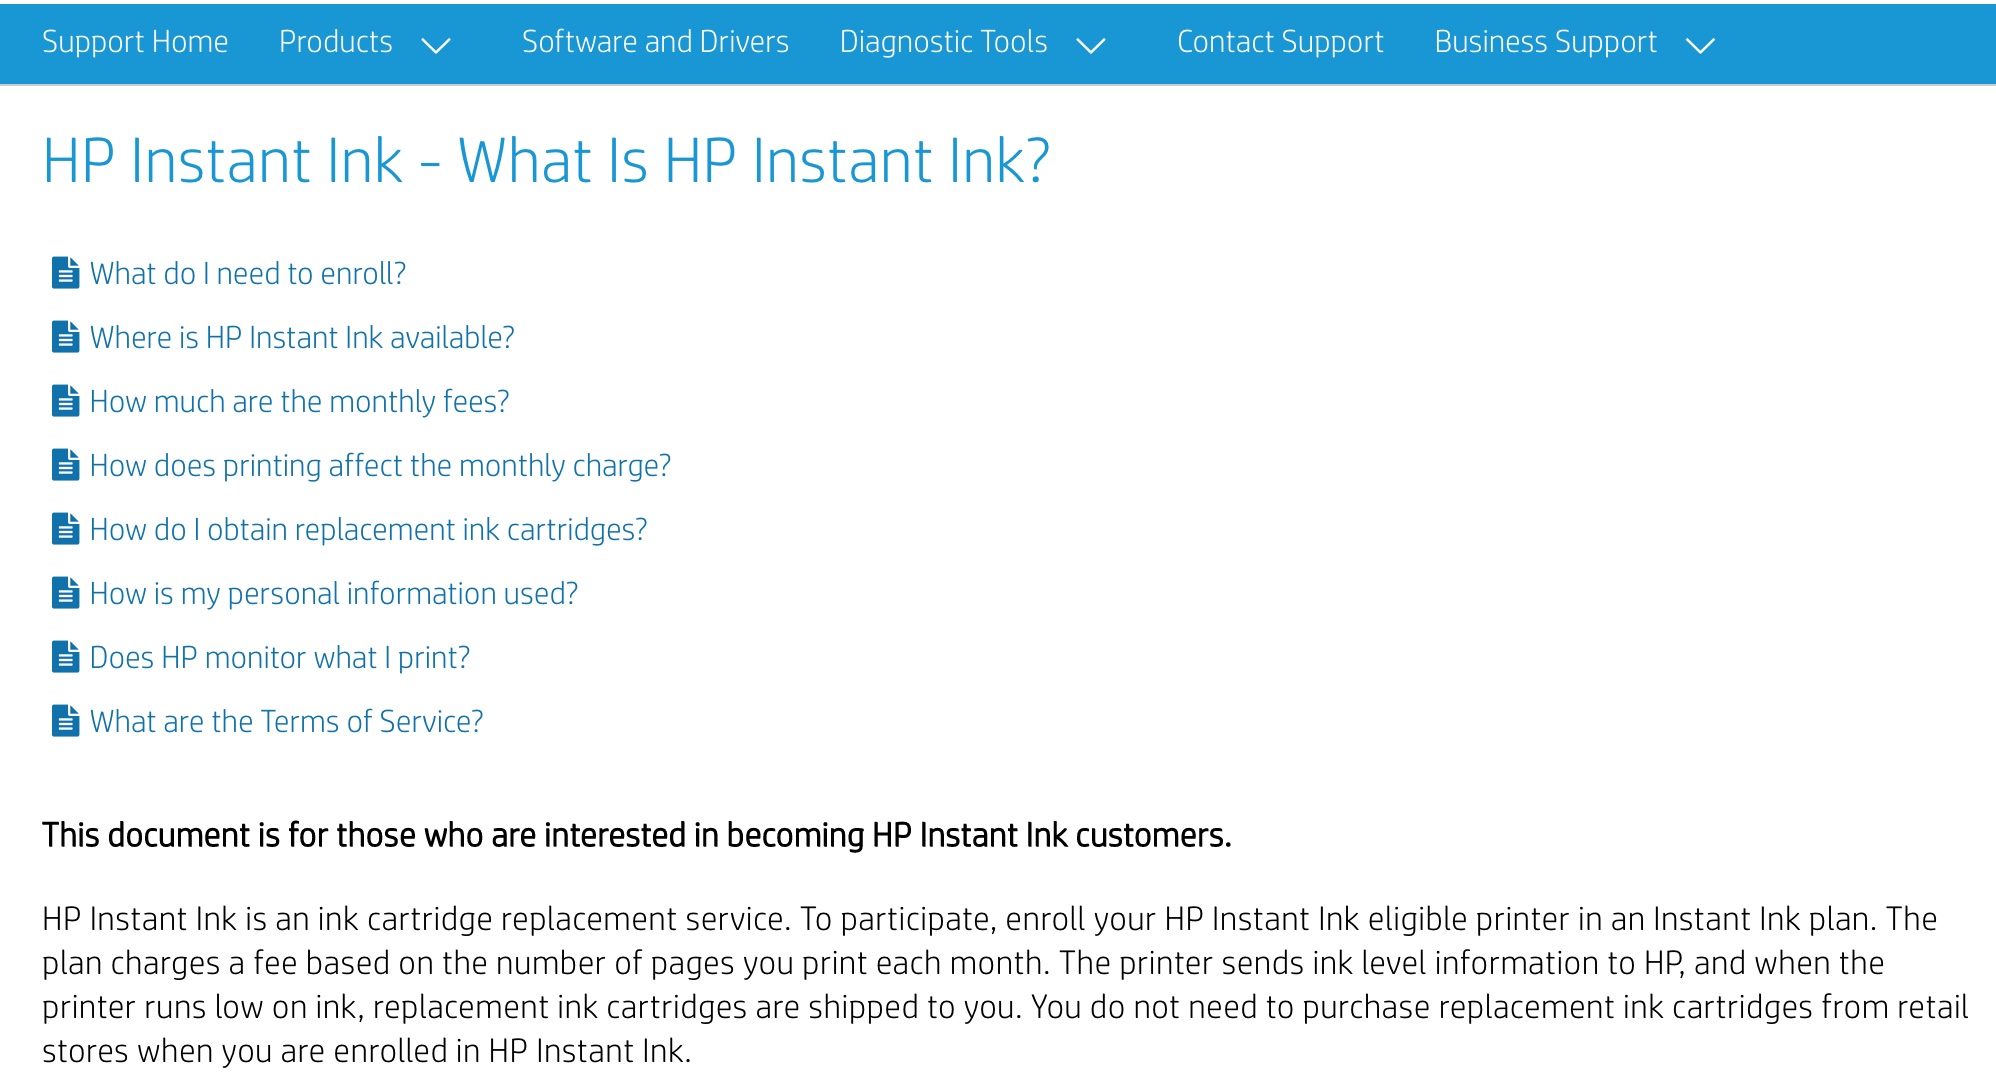 Support Home Products Software and Drivers Diagnostic Tools Contact Support Business Support
HP Instant Ink - What Is HP Instant Ink?
What do I need to enroll?
Where is HP Instant Ink available?
How much are the monthly fees?
How does printing affect the monthly charge?
How do I obtain replacement ink cartridges?
How is my personal information used?
Does HP monitor what I print?
What are the Terms of Service?
This document is for those who are interested in becoming HP Instant Ink customers.
HP Instant Ink is an ink cartridge replacement service. To participate, enroll your HP Instant Ink eligible printer in an Instant Ink plan. The
plan charges a fee based on the number of pages you print each month. The printer sends ink level information to HP, and when the
printer runs low on ink, replacement ink cartridges are shipped to you. You do not need to purchase replacement ink cartridges from retail
stores when you are enrolled in HP Instant Ink.